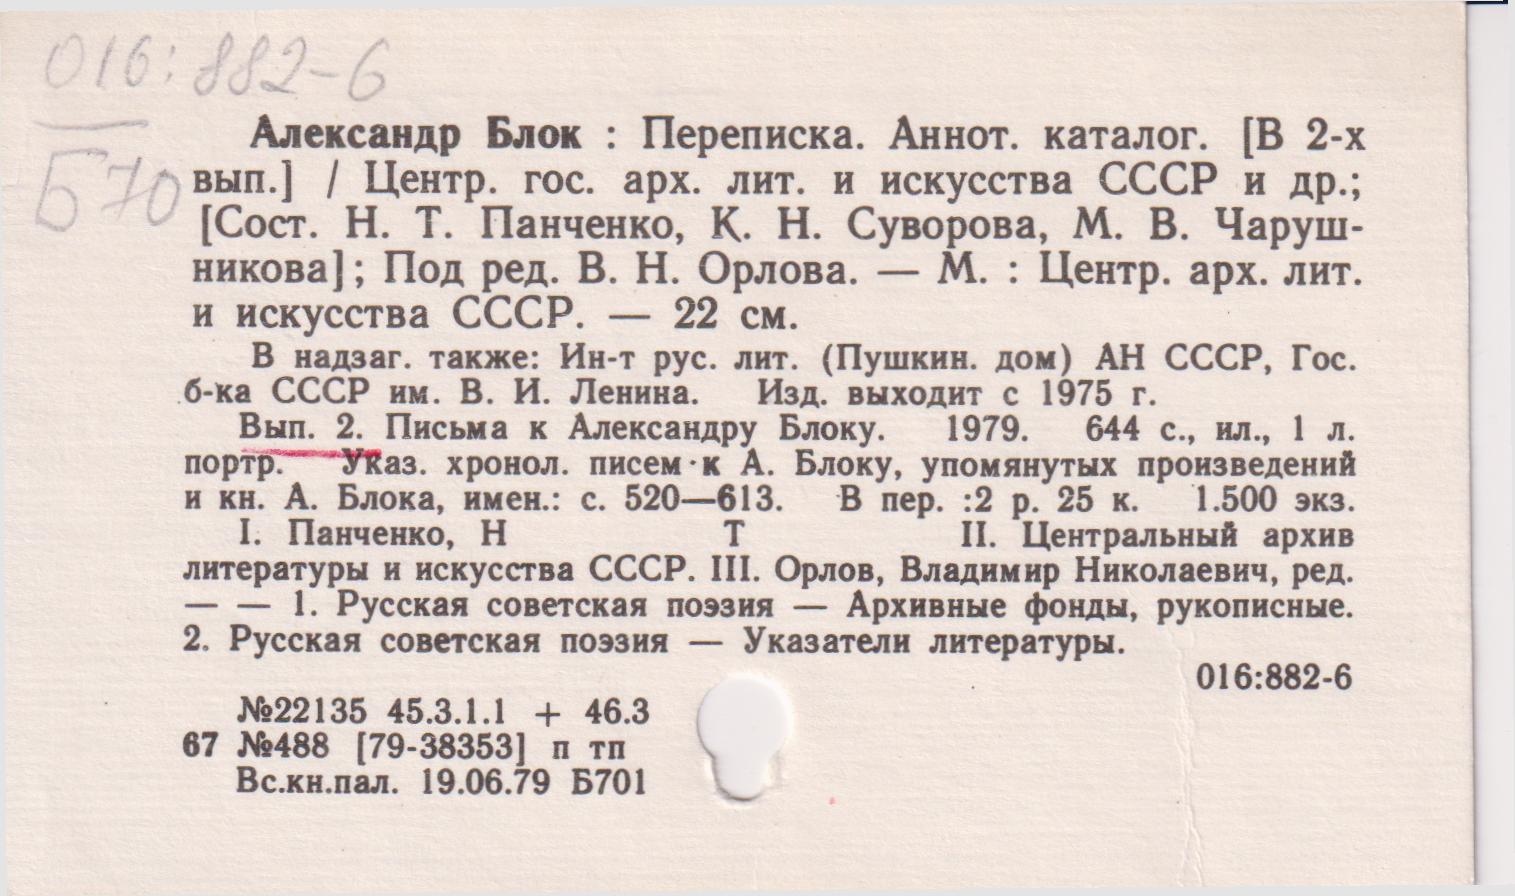 016:882-6
Б70
Александр Блок : Переписка. Аннот. каталог. [В 2-х
вып.] / Центр. гос. арх. лит. и искусства СССР и др.;
[Сост. Н. Т. Панченко, К. Н. Суворова, М. В. Чаруш-
никова]; Под ред. В. Н. Орлова. — М. : Центр. арх. лит.
и искусства СССР. — 22 см.
В надзаг. также: Ин-т рус. лит. (Пушкин. дом) АН СССР, Гос.
б-ка СССР им. В. И. Ленина. Изд. выходит с 1975 г.
Вып. 2. Письма к Александру Блоку. 1979. 644 с., ил., 1 л.
портр. Указ. хронол. писем к А. Блоку, упомянутых произведений
и кн. А. Блока, имен.: с. 520—613. В пер. :2 р. 25 к. 1.500 экз.
I. Панченко, Н Т II. Центральный архив
литературы и искусства СССР. III. Орлов, Владимир Николаевич, ред.
— — 1. Русская советская поэзия — Архивные фонды, рукописные.
2. Русская советская поэзия — Указатели литературы.
016:882-6
№22135 45.3.1.1 + 46.3
67 №488 [79-38353] п тп
Вс.кн.пал. 19.06.79 Б701